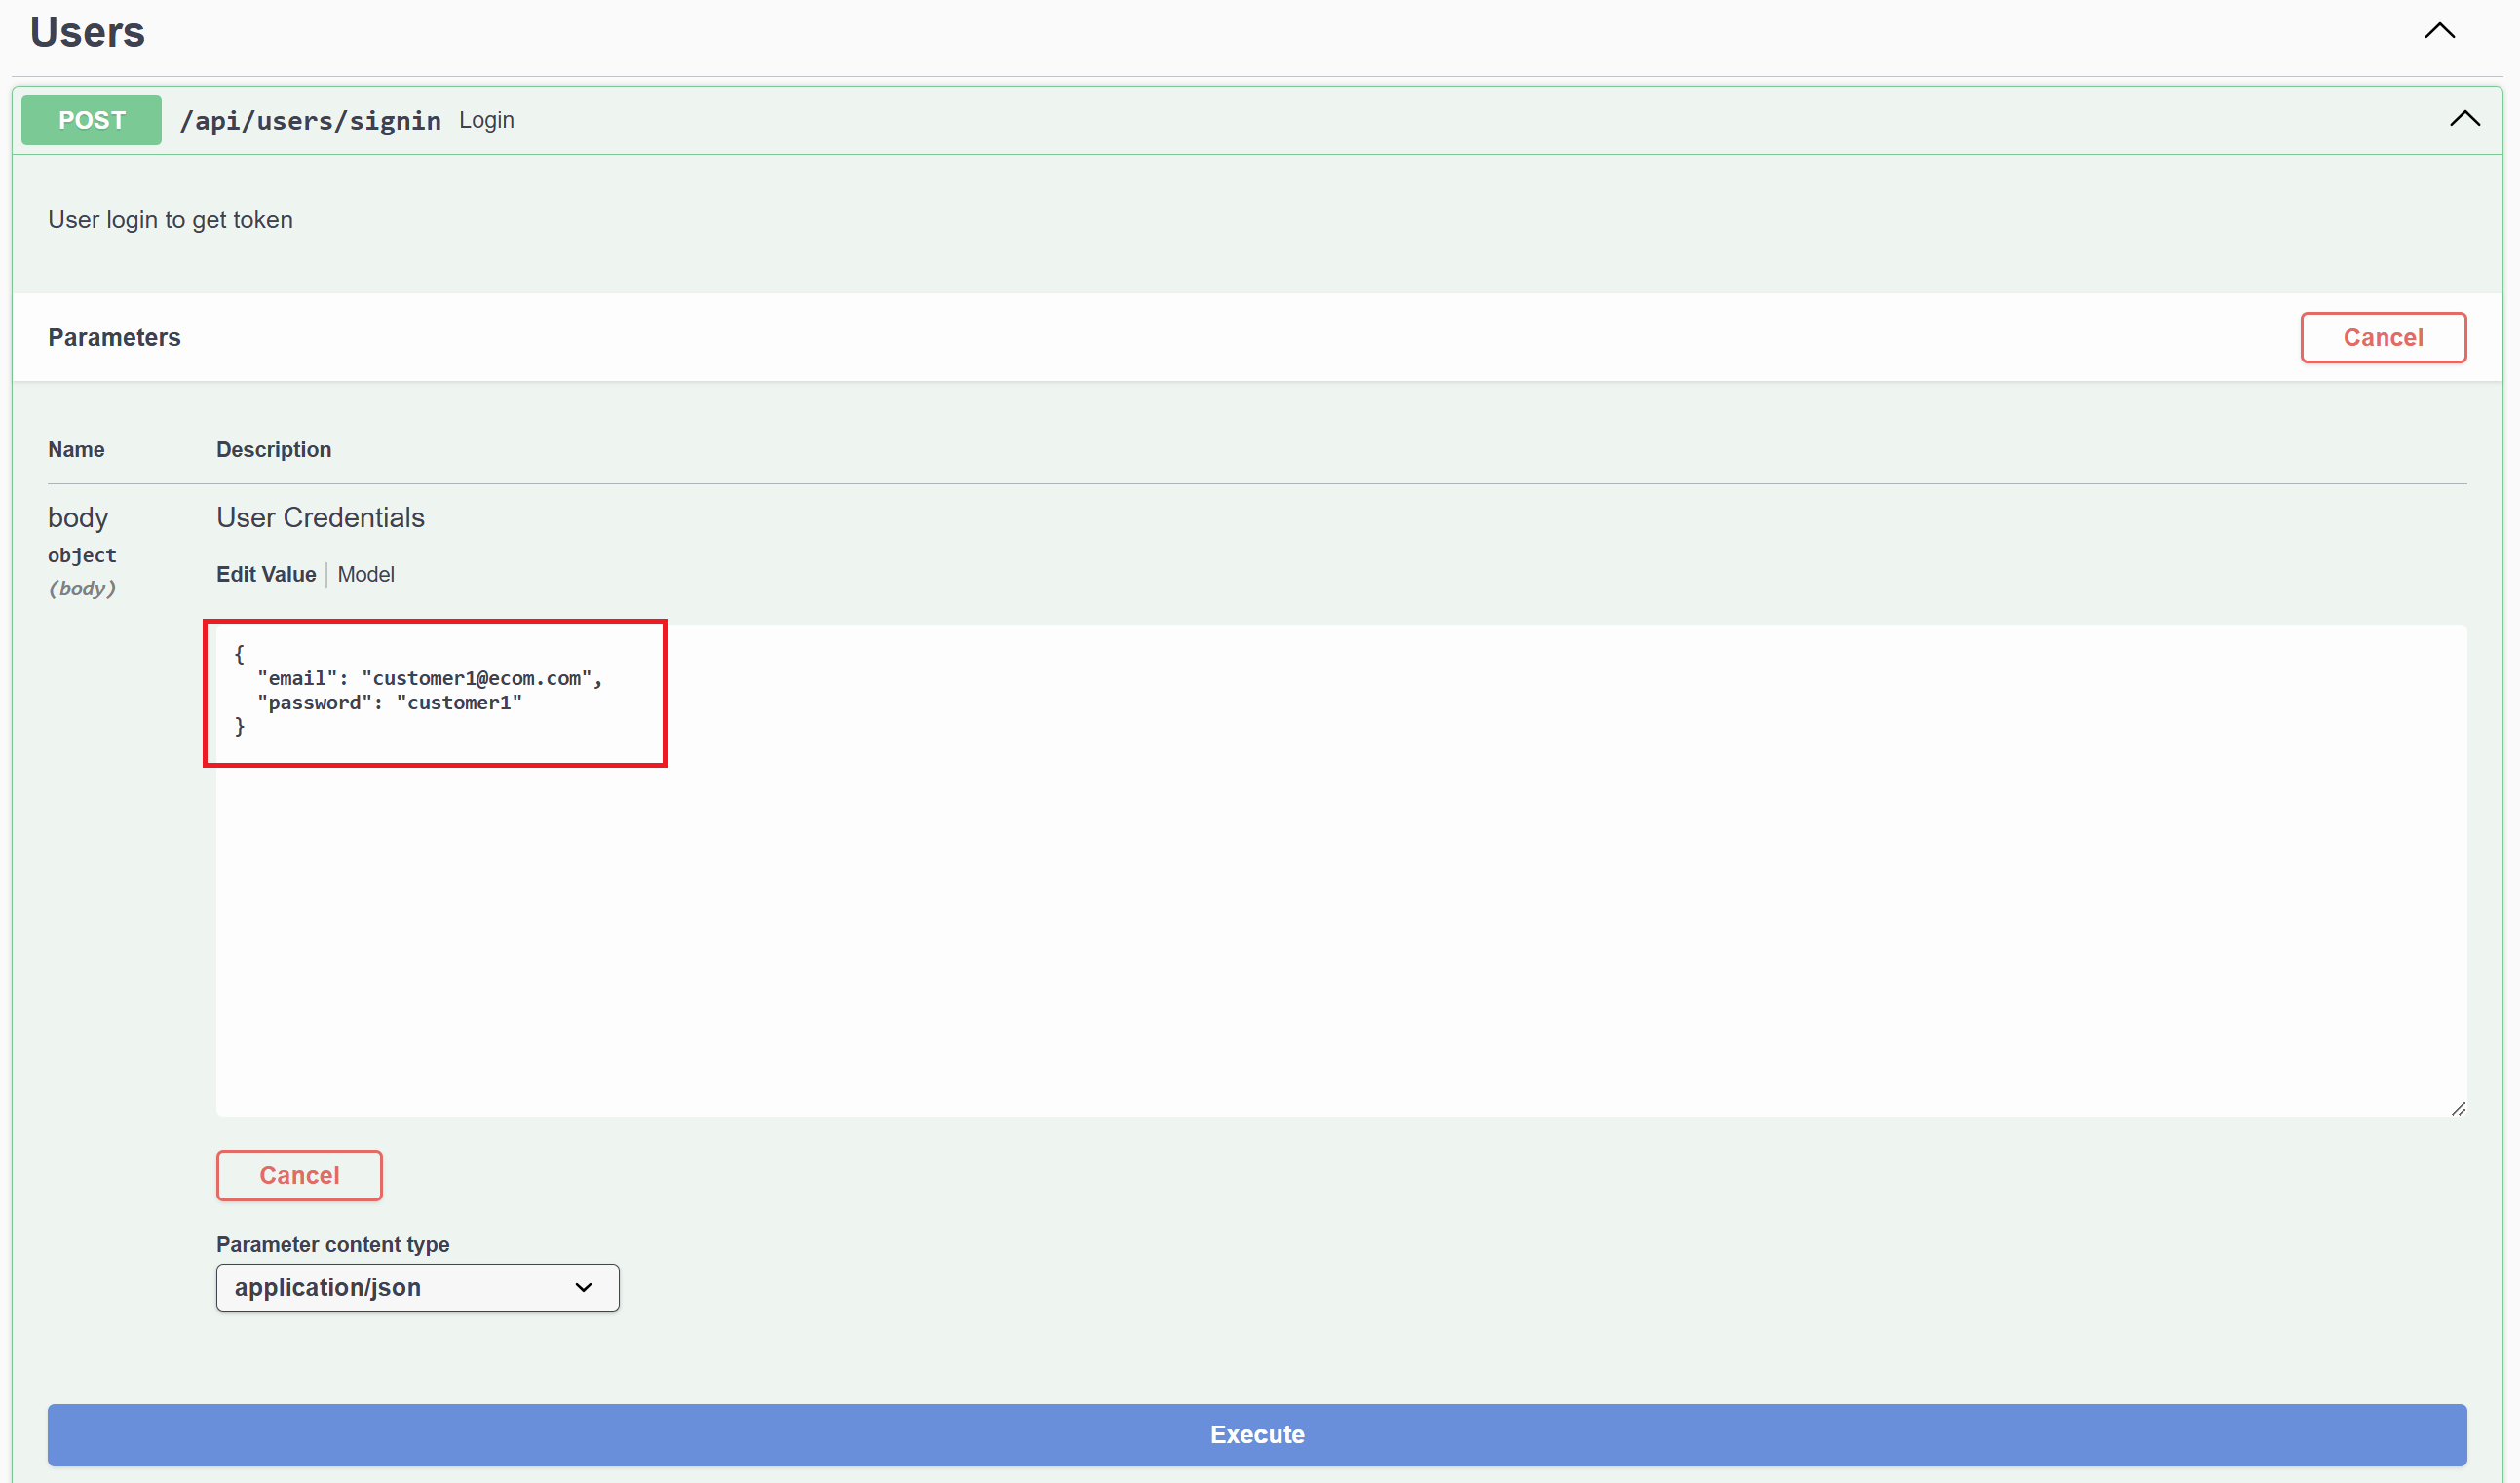 Users
POST /api/users/signin Login
User login to get token
Parameters Cancel
Name Description
body User Credentials
object
(body)
Edit Value Model
{
  "email": "customer1@ecom.com",
  "password": "customer1"
}
Cancel
Parameter content type
application/json
Execute